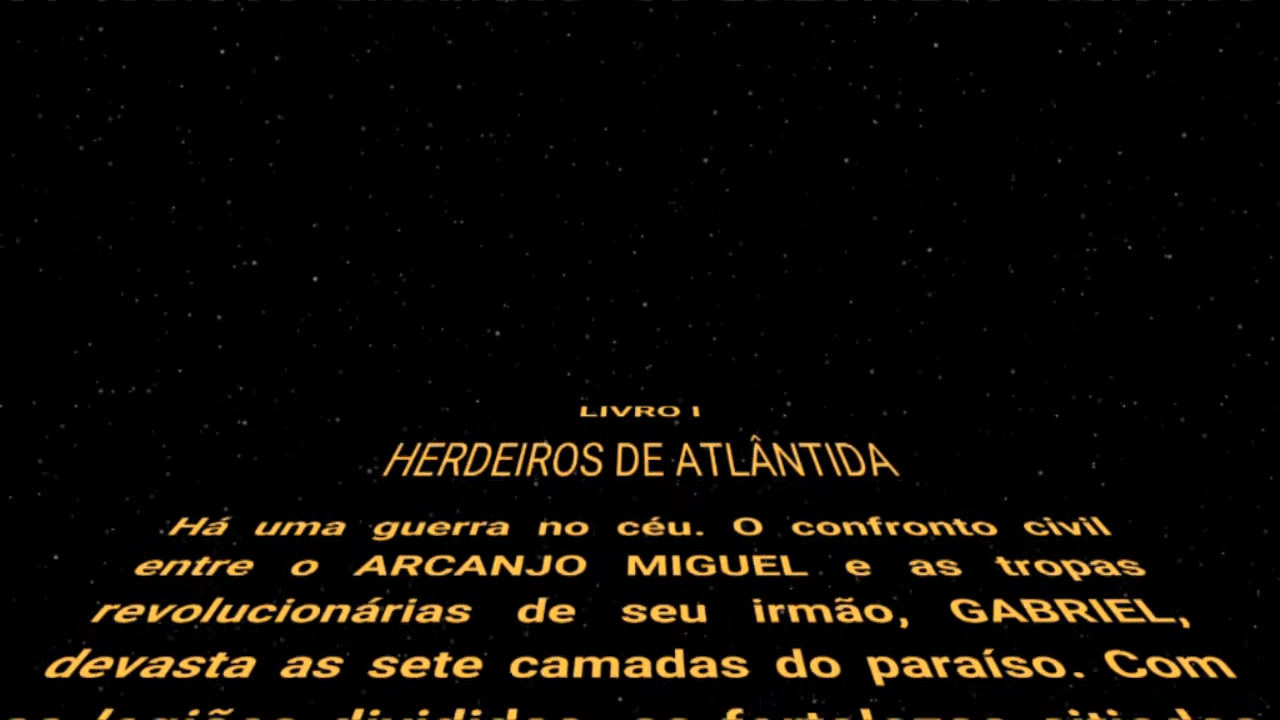 LIVRO I
HERDEIROS DE ATLÂNTIDA
Há uma guerra no céu. O confronto civil
entre o ARCANJO MIGUEL e as tropas
revolucionárias de seu irmão, GABRIEL,
devasta as sete camadas do paraíso. Com